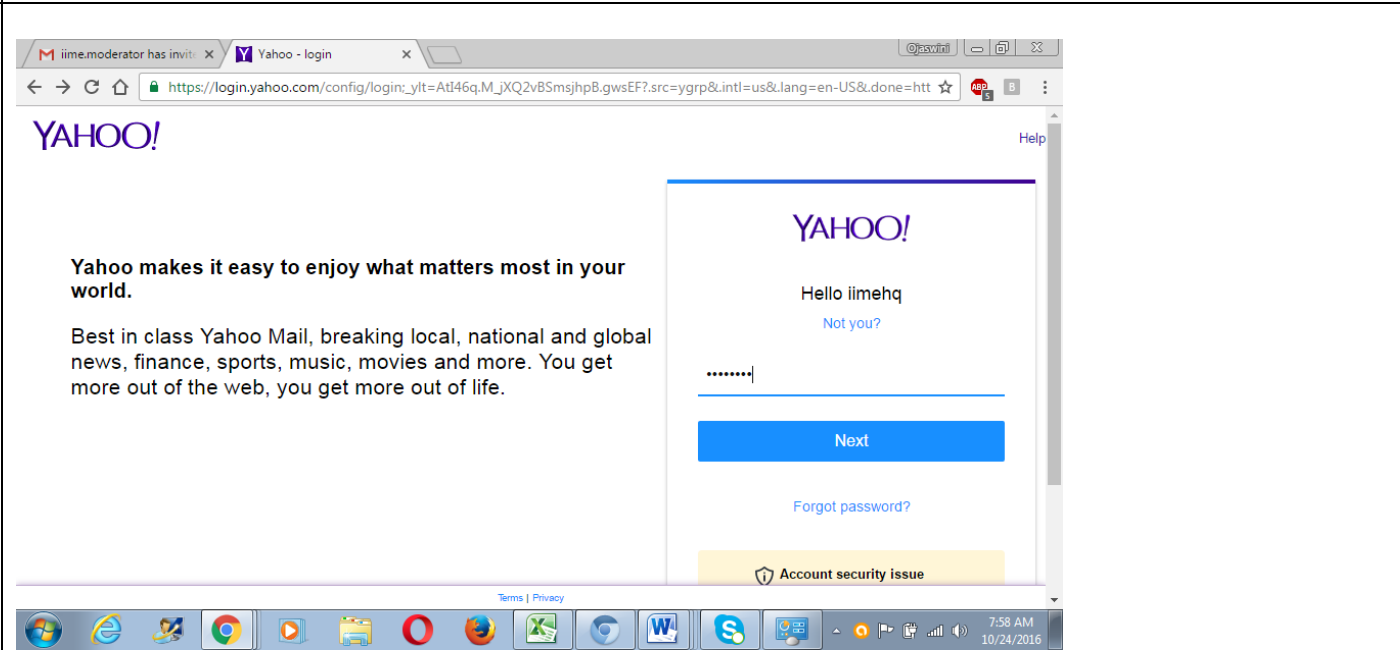 iime.moderator has invit
Yahoo - login
Ojaswini
https://login.yahoo.com/config/login;_ylt=AtI46q.M_jXQ2vBSmsjhpB.gwsEF?.src=ygrp&.intl=us&.lang=en-US&.done=htt
ABP
5
B
YAHOO!
Help
YAHOO!
Yahoo makes it easy to enjoy what matters most in your
world.
Best in class Yahoo Mail, breaking local, national and global
news, finance, sports, music, movies and more. You get
more out of the web, you get more out of life.
Hello iimehq
Not you?
••••••••
Next
Forgot password?
Account security issue
Terms | Privacy
7:58 AM
10/24/2016